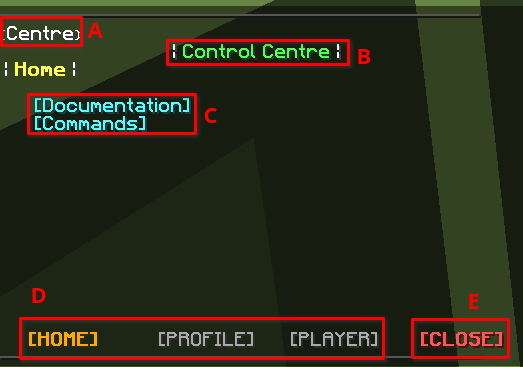 (Centre) A
¦ Control Centre ¦ B
¦ Home ¦
[Documentation] C
[Commands]
D E
[HOME] [PROFILE] [PLAYER] [CLOSE]